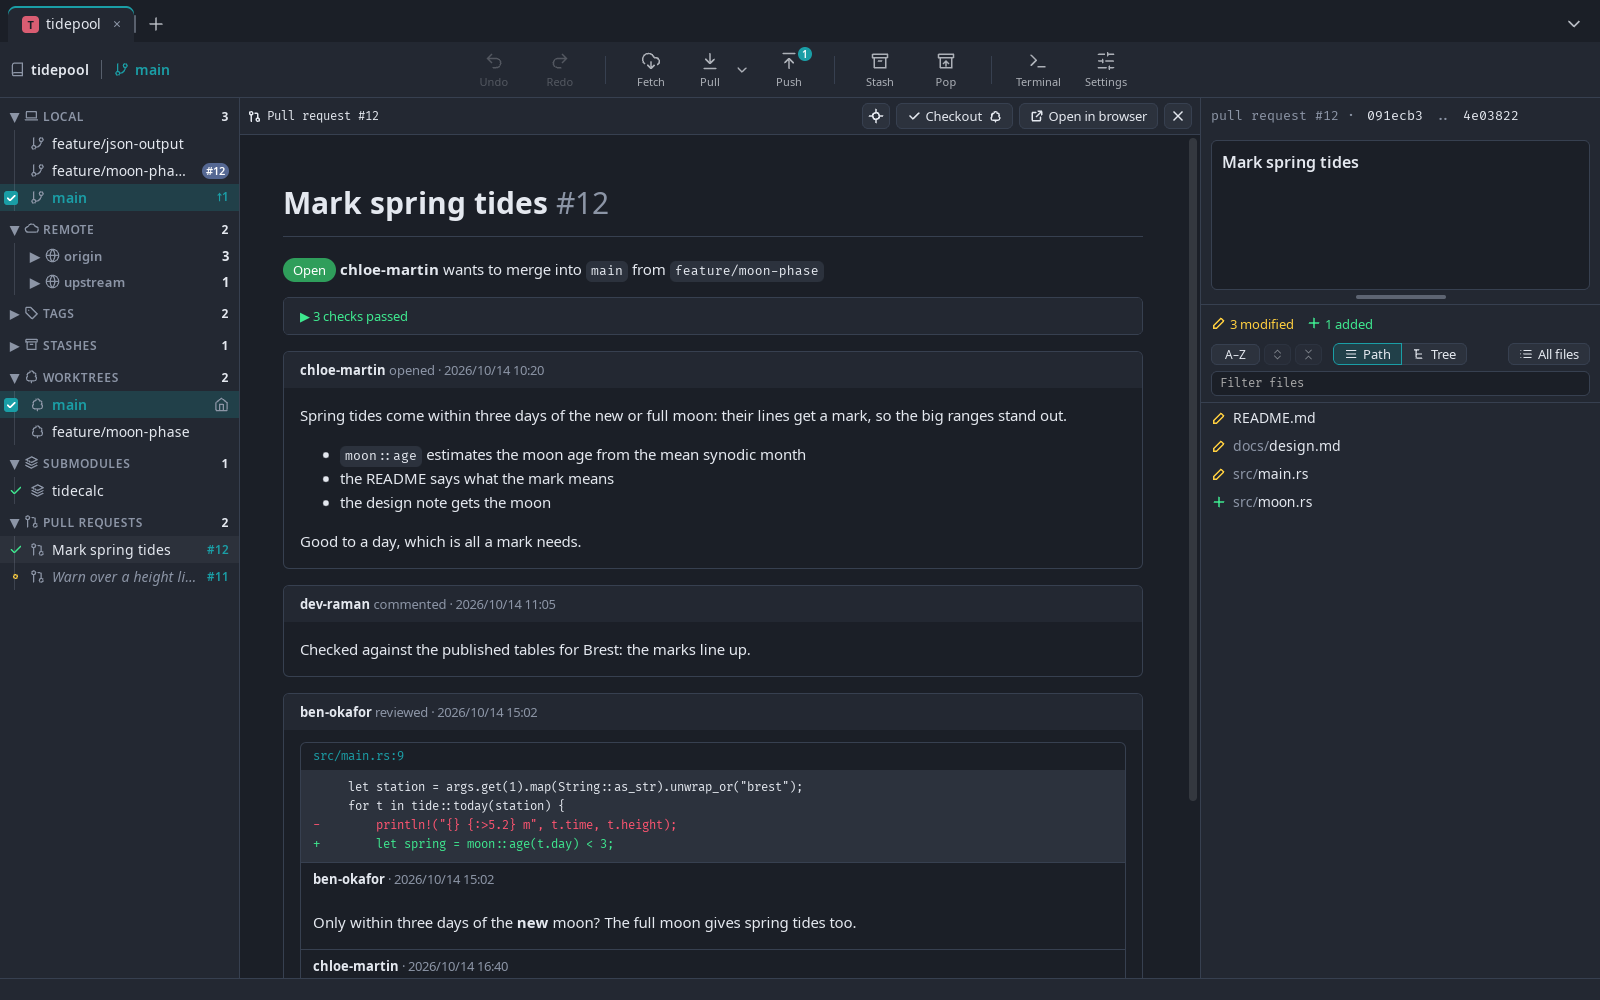 T tidepool ×
tidepool main
Undo
Redo
Fetch
Pull
Push
1
Stash
Pop
Terminal
Settings
LOCAL 3
feature/json-output
feature/moon-pha... #12
main ↑1
REMOTE 2
origin 3
upstream 1
TAGS 2
STASHES 1
WORKTREES 2
main
feature/moon-phase
SUBMODULES 1
tidecalc
PULL REQUESTS 2
Mark spring tides #12
Warn over a height li... #11
Pull request #12
Checkout
Open in browser
Mark spring tides #12
Open chloe-martin wants to merge into main from feature/moon-phase
▶ 3 checks passed
chloe-martin opened · 2026/10/14 10:20
Spring tides come within three days of the new or full moon: their lines get a mark, so the big ranges stand out.
• moon::age estimates the moon age from the mean synodic month
• the README says what the mark means
• the design note gets the moon
Good to a day, which is all a mark needs.
dev-raman commented · 2026/10/14 11:05
Checked against the published tables for Brest: the marks line up.
ben-okafor reviewed · 2026/10/14 15:02
src/main.rs:9
let station = args.get(1).map(String::as_str).unwrap_or("brest");
for t in tide::today(station) {
- println!("{} {:>5.2} m", t.time, t.height);
+ let spring = moon::age(t.day) < 3;
ben-okafor · 2026/10/14 15:02
Only within three days of the new moon? The full moon gives spring tides too.
chloe-martin · 2026/10/14 16:40
pull request #12 · 091ecb3 .. 4e03822
Mark spring tides
3 modified + 1 added
A-Z
Path
Tree
All files
Filter files
README.md
docs/design.md
src/main.rs
+ src/moon.rs